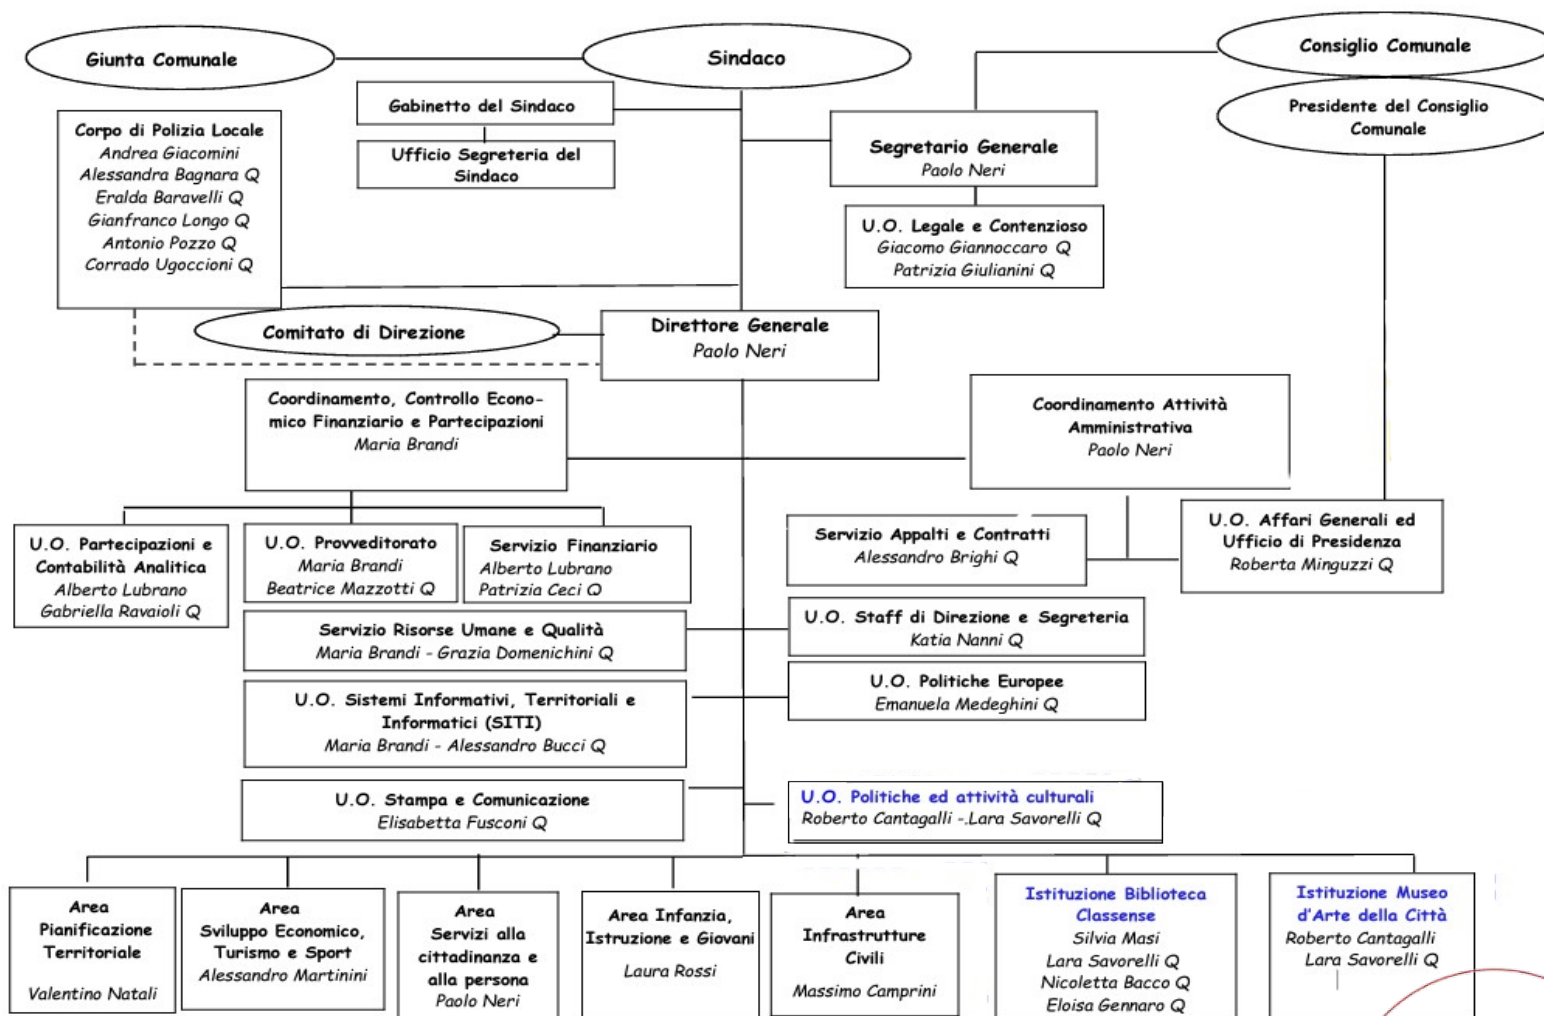 Giunta Comunale
Sindaco
Consiglio Comunale
Presidente del Consiglio
Comunale
Gabinetto del Sindaco
Ufficio Segreteria del
Sindaco
Corpo di Polizia Locale
Andrea Giacomini
Alessandra Bagnara Q
Eralda Baravelli Q
Gianfranco Longo Q
Antonio Pozzo Q
Corrado Ugoccioni Q
Segretario Generale
Paolo Neri
U.O. Legale e Contenzioso
Giacomo Giannoccaro Q
Patrizia Giulianini Q
Comitato di Direzione
Direttore Generale
Paolo Neri
Coordinamento, Controllo Econo-
mico Finanziario e Partecipazioni
Maria Brandi
Coordinamento Attività
Amministrativa
Paolo Neri
U.O. Partecipazioni e
Contabilità Analitica
Alberto Lubrano
Gabriella Ravaioli Q
U.O. Provveditorato
Maria Brandi
Beatrice Mazzotti Q
Servizio Finanziario
Alberto Lubrano
Patrizia Ceci Q
Servizio Appalti e Contratti
Alessandro Brighi Q
U.O. Affari Generali ed
Ufficio di Presidenza
Roberta Minguzzi Q
Servizio Risorse Umane e Qualità
Maria Brandi - Grazia Domenichini Q
U.O. Staff di Direzione e Segreteria
Katia Nanni Q
U.O. Sistemi Informativi, Territoriali e
Informatici (SITI)
Maria Brandi - Alessandro Bucci Q
U.O. Politiche Europee
Emanuela Medeghini Q
U.O. Stampa e Comunicazione
Elisabetta Fusconi Q
U.O. Politiche ed attività culturali
Roberto Cantagalli -.Lara Savorelli Q
Area
Pianificazione
Territoriale
Valentino Natali
Area
Sviluppo Economico,
Turismo e Sport
Alessandro Martinini
Area
Servizi alla
cittadinanza e
alla persona
Paolo Neri
Area Infanzia,
Istruzione e Giovani
Laura Rossi
Area
Infrastrutture
Civili
Massimo Camprini
Istituzione Biblioteca
Classense
Silvia Masi
Lara Savorelli Q
Nicoletta Bacco Q
Eloisa Gennaro Q
Istituzione Museo
d'Arte della Città
Roberto Cantagalli
Lara Savorelli Q